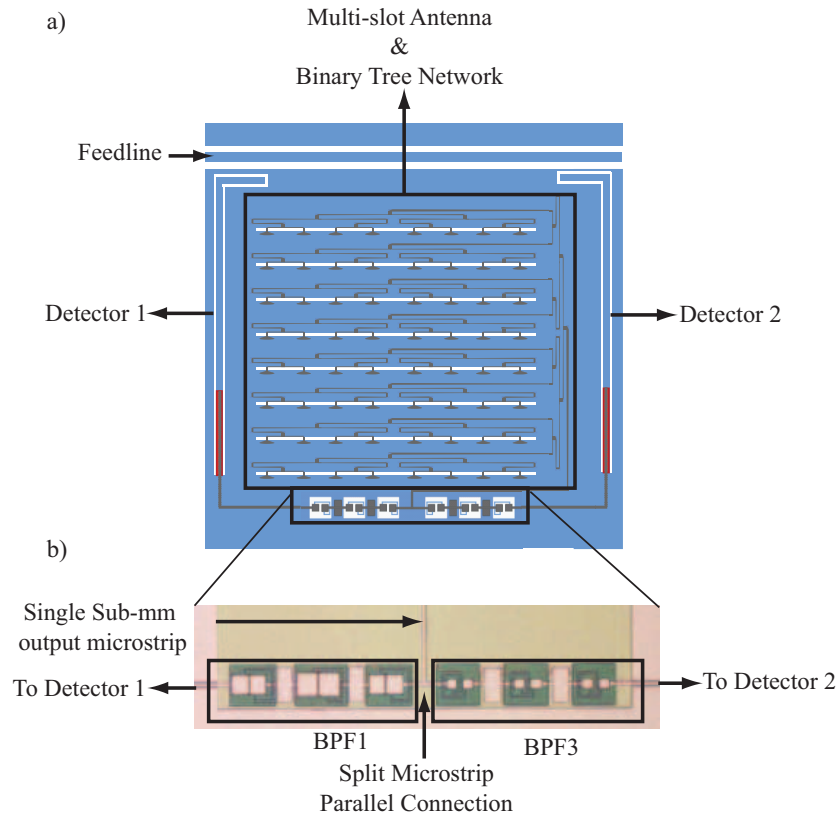 a)
Multi-slot Antenna
&
Binary Tree Network
Feedline
Detector 1
Detector 2
b)
Single Sub-mm
output microstrip
To Detector 1
To Detector 2
BPF1
BPF3
Split Microstrip
Parallel Connection